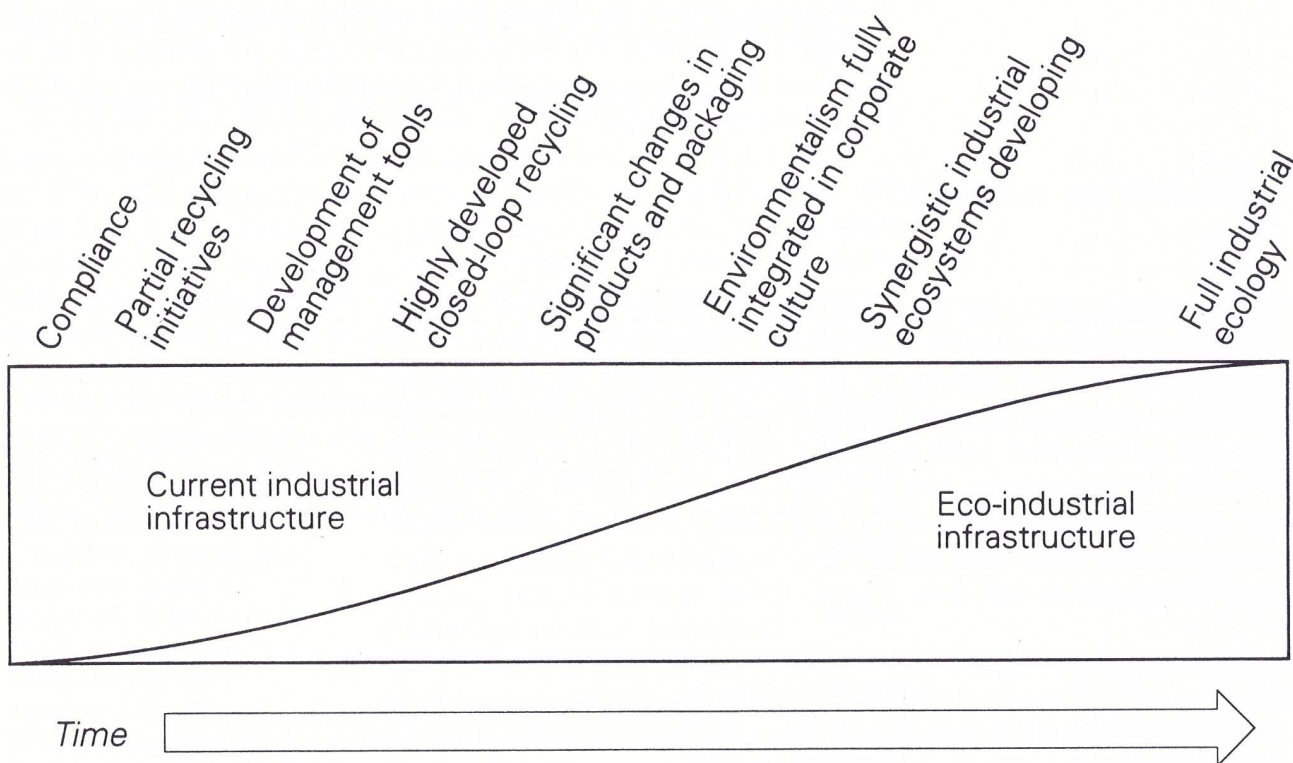 Compliance
Partial recycling
initiatives
Development of
management tools
Highly developed
closed-loop recycling
Significant changes in
products and packaging
Environmentalism fully
integrated in corporate
culture
Synergistic industrial
ecosystems developing
Full industrial
ecology
Current industrial
infrastructure
Eco-industrial
infrastructure
Time